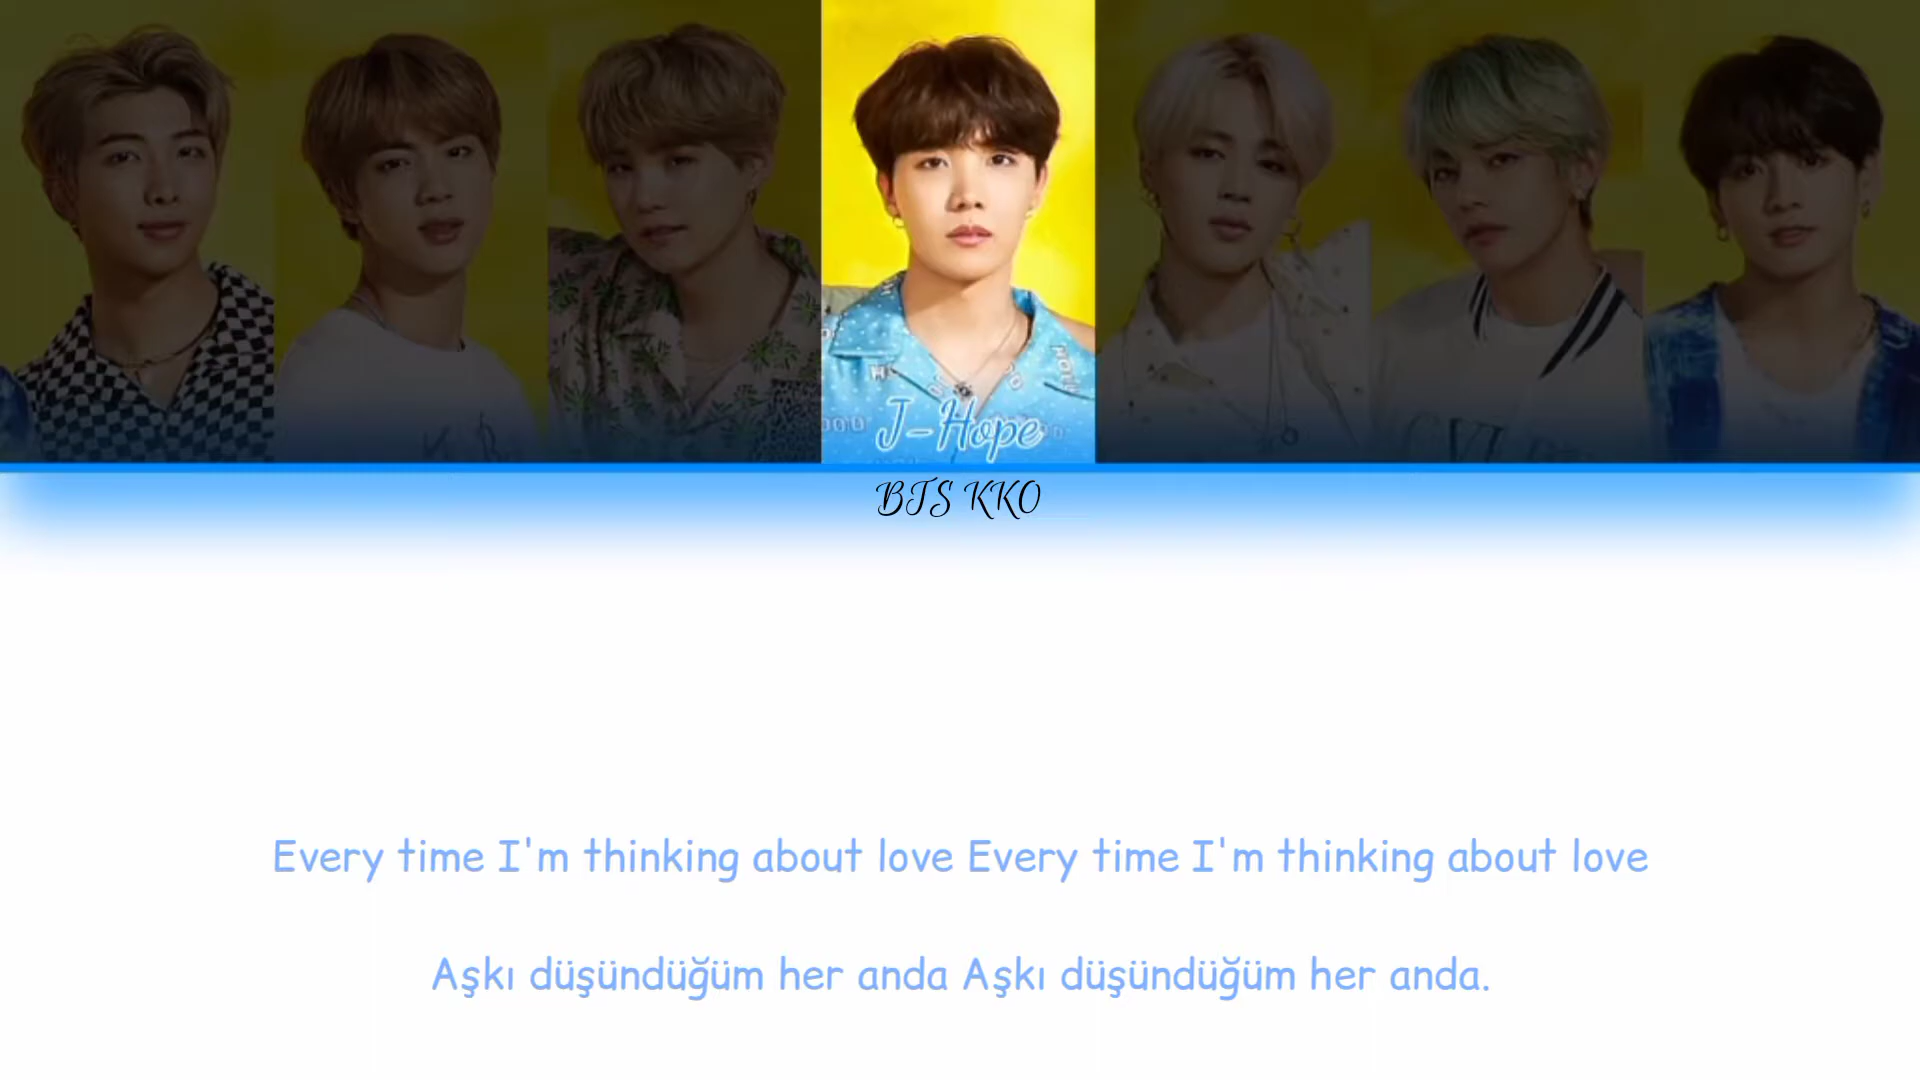 J-Hope
BTS KKO
Every time I'm thinking about love Every time I'm thinking about love
Aşkı düşündüğüm her anda Aşkı düşündüğüm her anda.